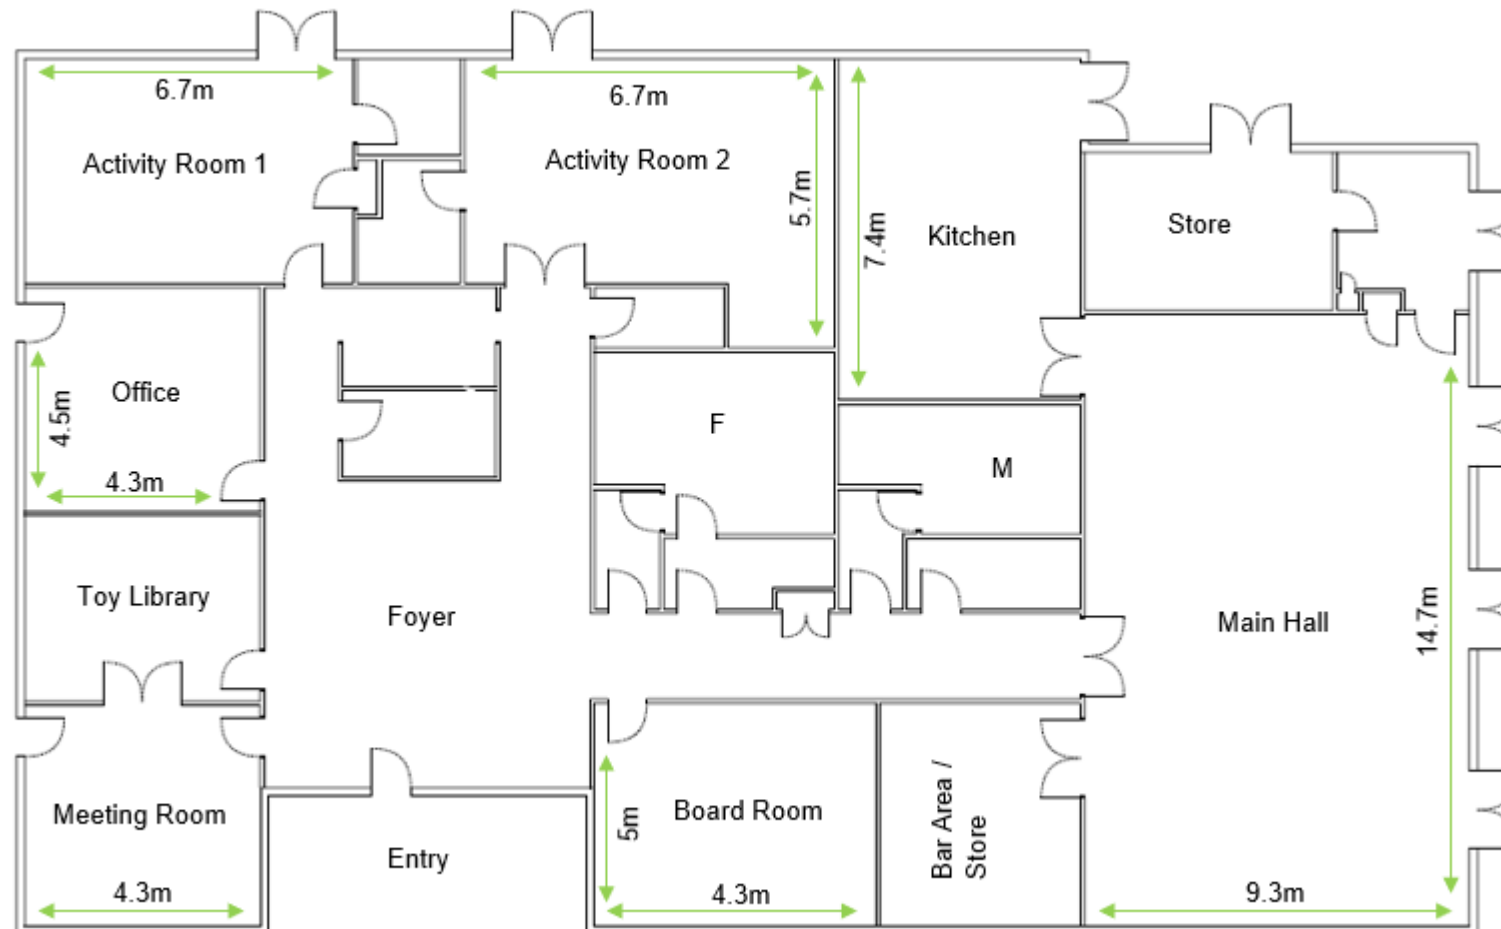 6.7m
6.7m
Activity Room 1
Activity Room 2
5.7m
7.4m
Kitchen
Store
Office
4.5m
4.3m
F
M
Toy Library
Foyer
Main Hall
14.7m
Meeting Room
4.3m
Entry
5m
Board Room
4.3m
Bar Area /
Store
9.3m